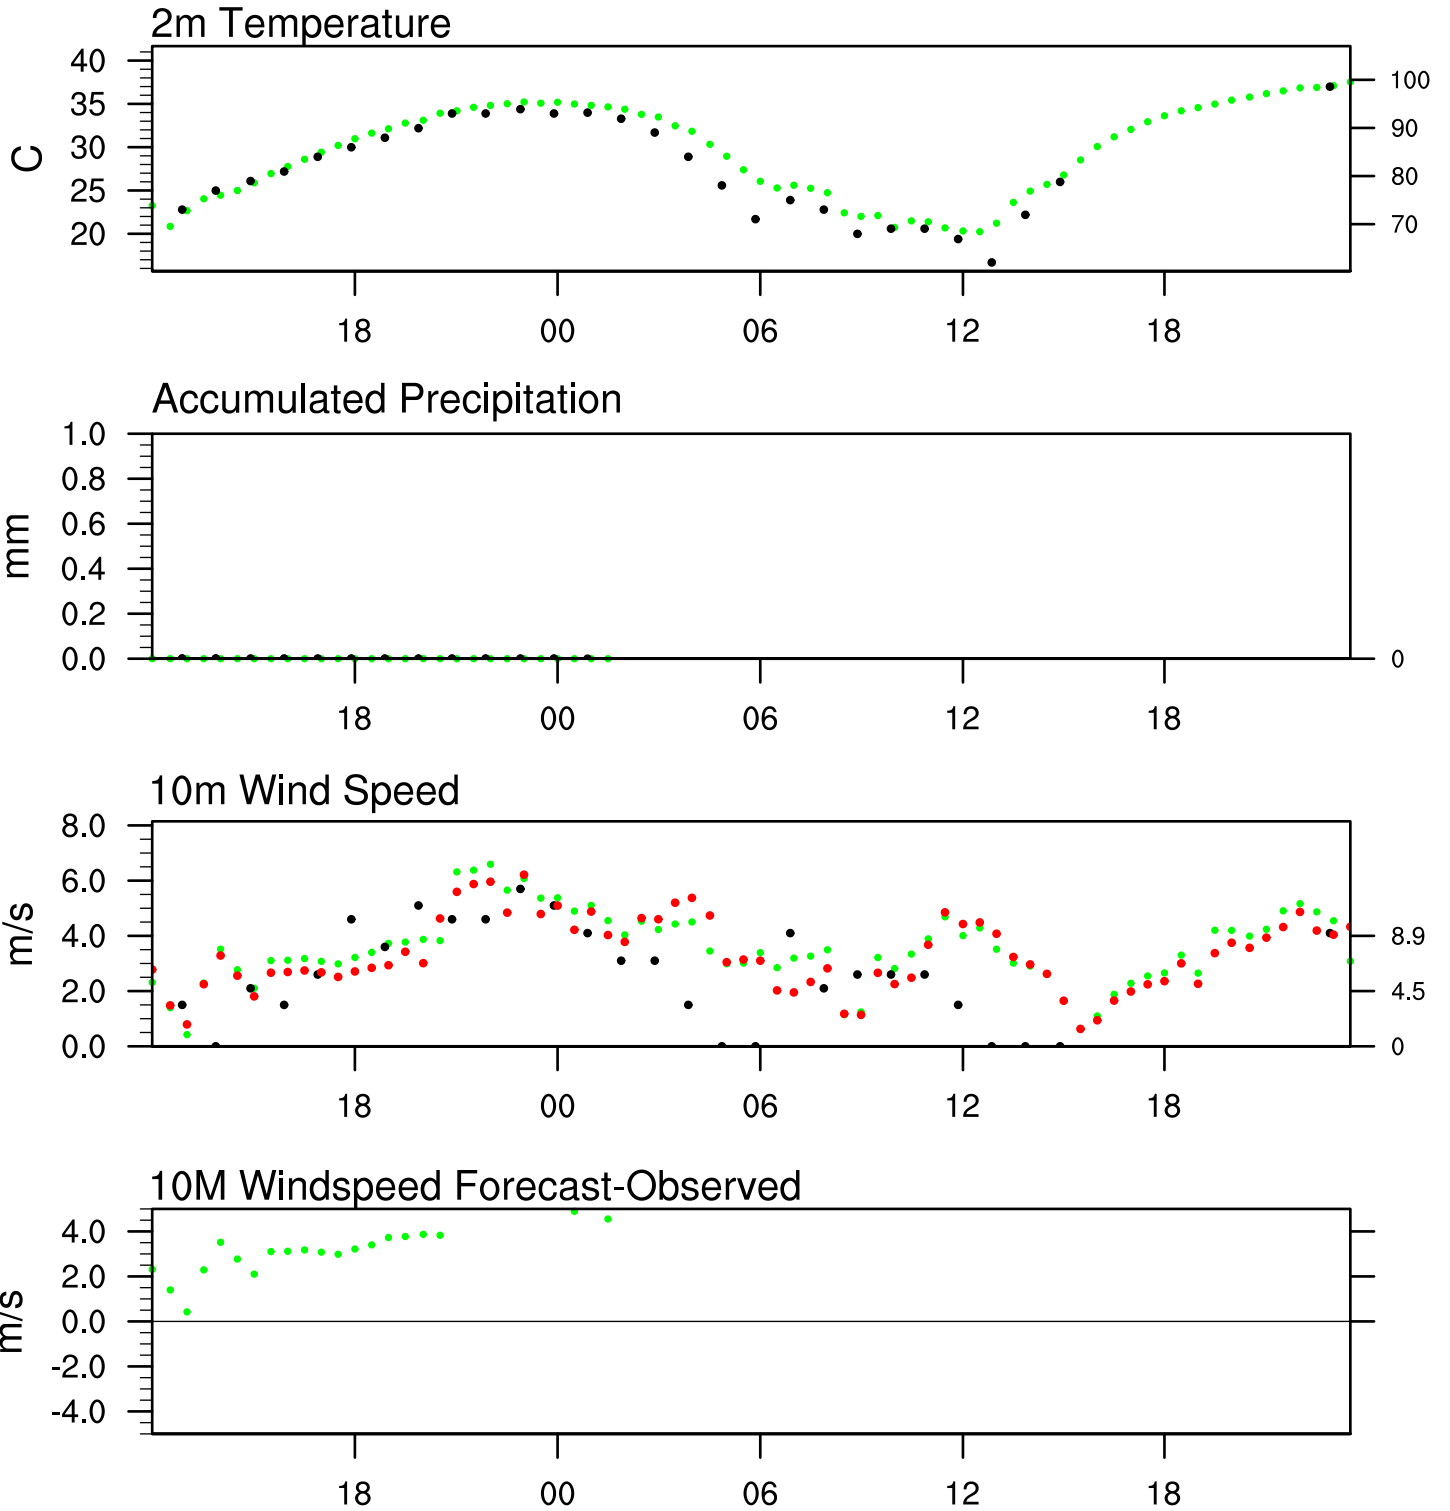 2m Temperature
40
35
30
25
20
C
100
90
80
70
18 00 06 12 18
Accumulated Precipitation
1.0
0.8
0.6
0.4
0.2
0.0
mm
0
18 00 06 12 18
10m Wind Speed
8.0
6.0
4.0
2.0
0.0
m/s
8.9
4.5
0
18 00 06 12 18
10M Windspeed Forecast-Observed
4.0
2.0
0.0
-2.0
-4.0
m/s
18 00 06 12 18